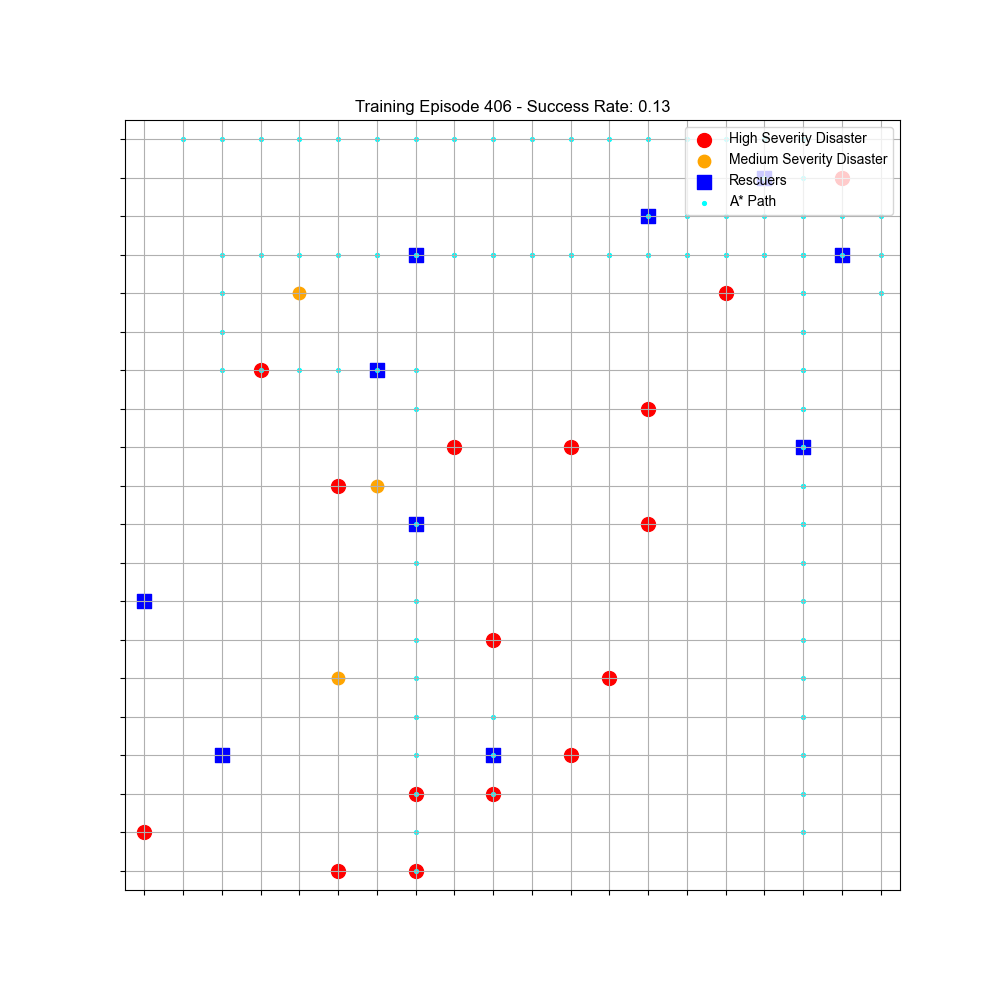 Training Episode 406 - Success Rate: 0.13
High Severity Disaster
Medium Severity Disaster
Rescuers
A* Path